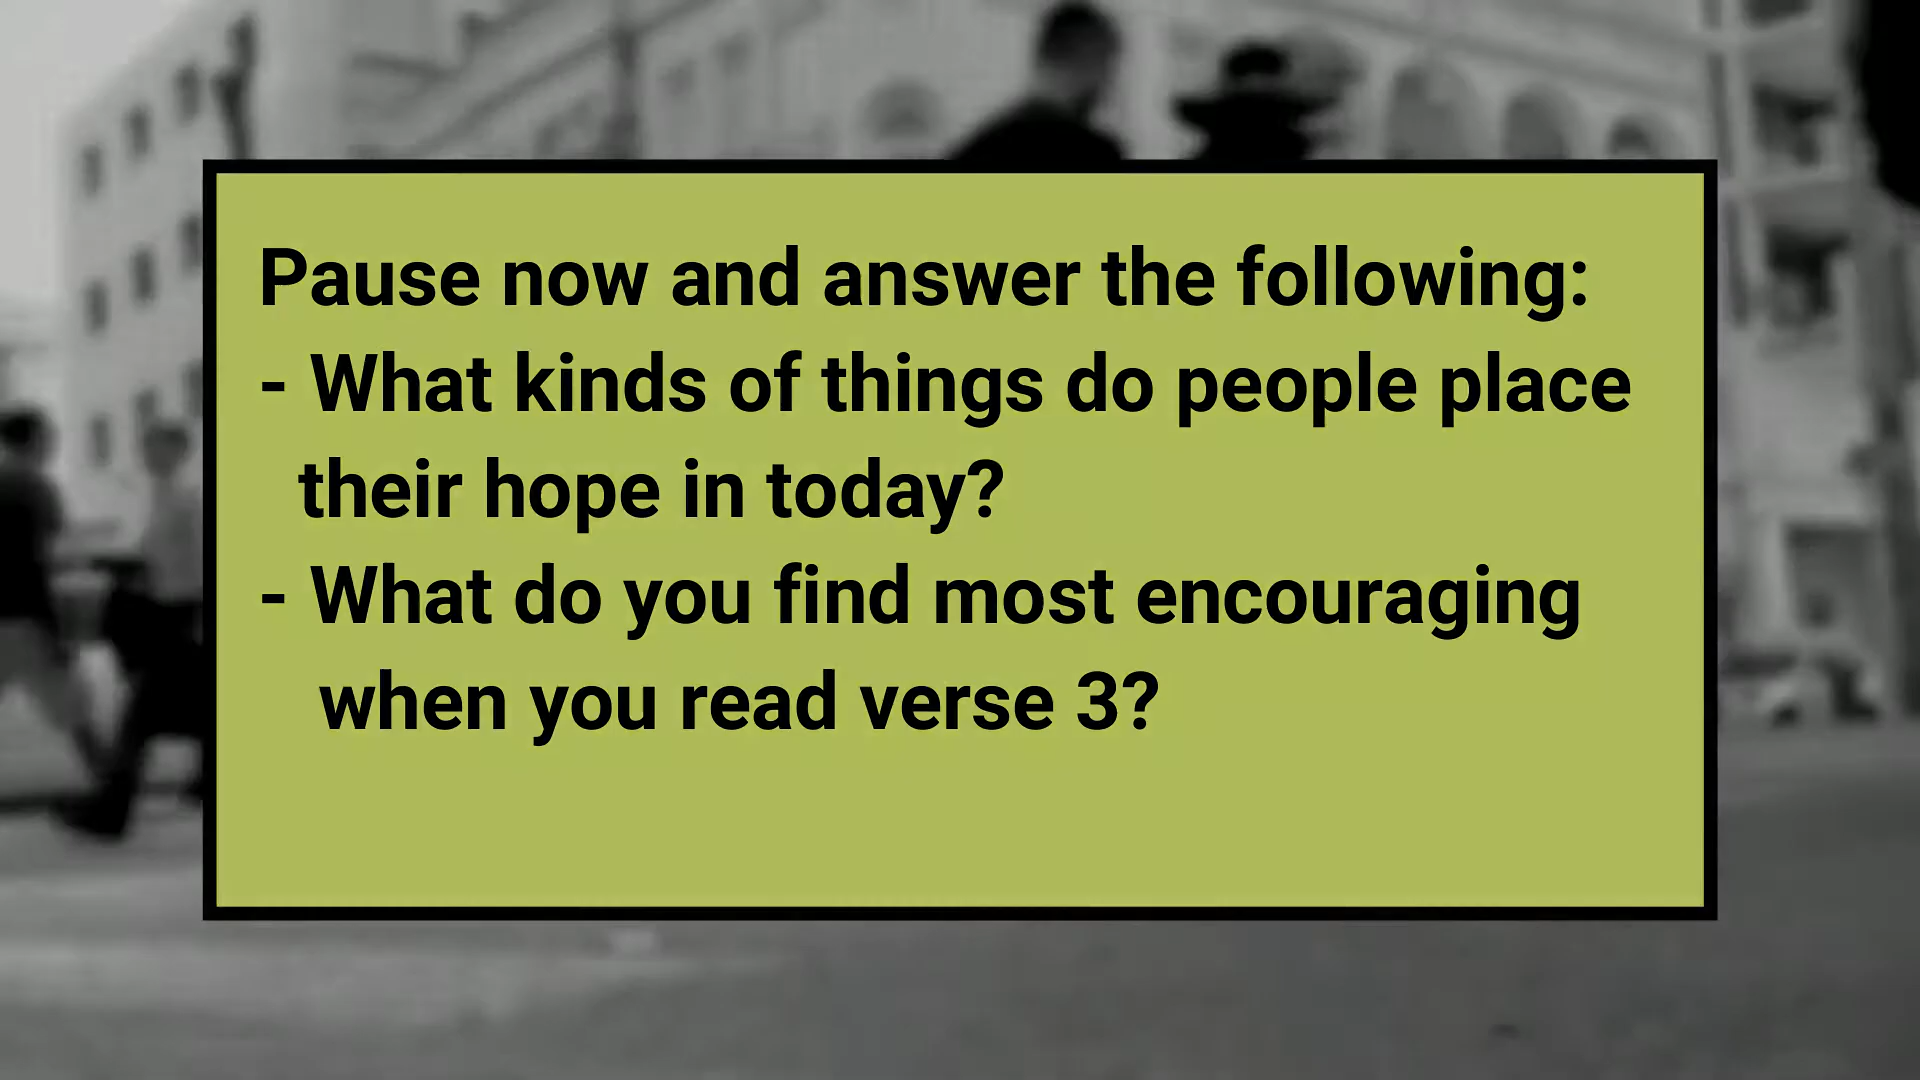 Pause now and answer the following:
- What kinds of things do people place
their hope in today?
- What do you find most encouraging
when you read verse 3?